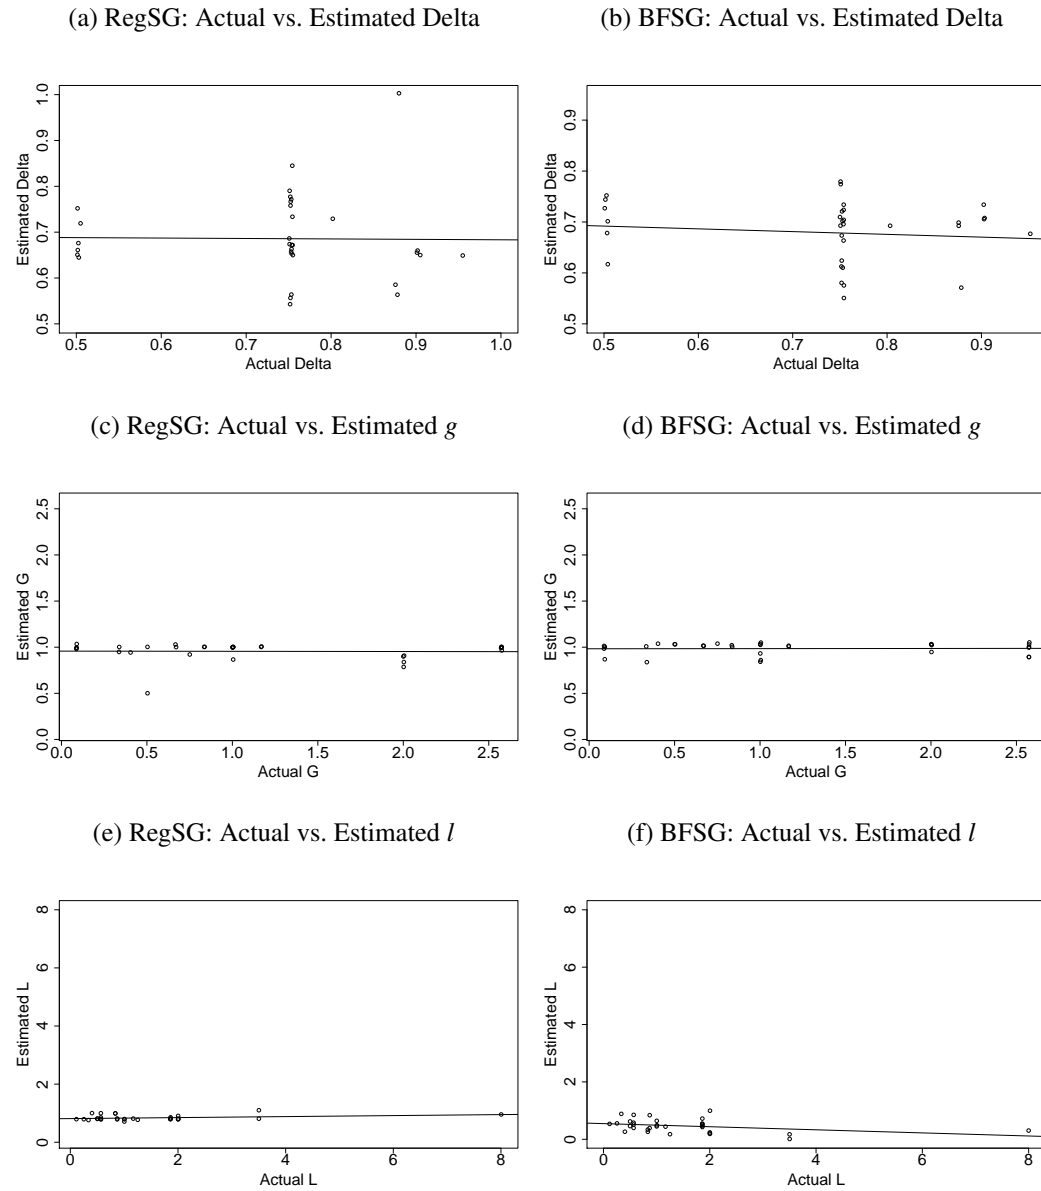 (a) RegSG: Actual vs. Estimated Delta
(b) BFSG: Actual vs. Estimated Delta
Estimated Delta
0.5 0.6 0.7 0.8 0.9 1.0
0.5 0.6 0.7 0.8 0.9 1.0
Actual Delta
Estimated Delta
0.5 0.6 0.7 0.8 0.9
0.5 0.6 0.7 0.8 0.9
Actual Delta
(c) RegSG: Actual vs. Estimated g
(d) BFSG: Actual vs. Estimated g
Estimated G
0.0 0.5 1.0 1.5 2.0 2.5
0.0 0.5 1.0 1.5 2.0 2.5
Actual G
Estimated G
0.0 0.5 1.0 1.5 2.0 2.5
0.0 0.5 1.0 1.5 2.0 2.5
Actual G
(e) RegSG: Actual vs. Estimated l
(f) BFSG: Actual vs. Estimated l
Estimated L
0 2 4 6 8
0 2 4 6 8
Actual L
Estimated L
0 2 4 6 8
0 2 4 6 8
Actual L